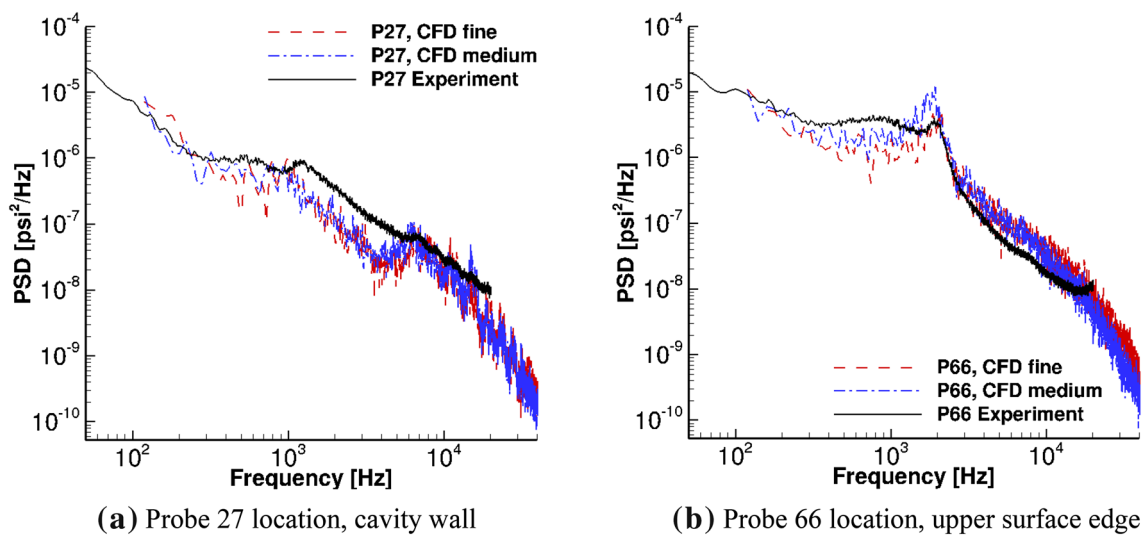 10⁻⁴
10⁻⁵
10⁻⁶
10⁻⁷
10⁻⁸
10⁻⁹
10⁻¹⁰
PSD [psi²/Hz]
P27, CFD fine
P27, CFD medium
P27 Experiment
10² 10³ 10⁴
Frequency [Hz]
(a) Probe 27 location, cavity wall
10⁻⁴
10⁻⁵
10⁻⁶
10⁻⁷
10⁻⁸
10⁻⁹
10⁻¹⁰
PSD [psi²/Hz]
P66, CFD fine
P66, CFD medium
P66 Experiment
10² 10³ 10⁴
Frequency [Hz]
(b) Probe 66 location, upper surface edge